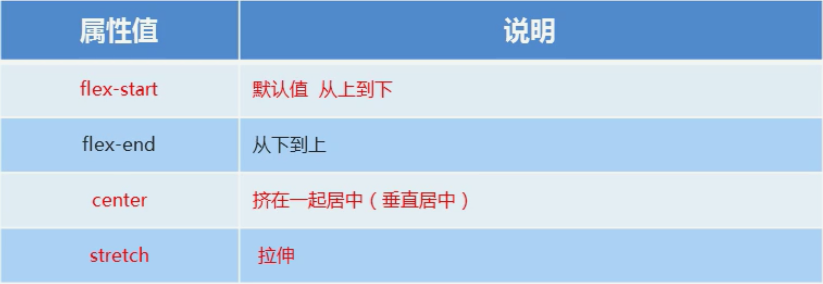 属性值 说明
flex-start 默认值 从上到下
flex-end 从下到上
center 挤在一起居中（垂直居中）
stretch 拉伸